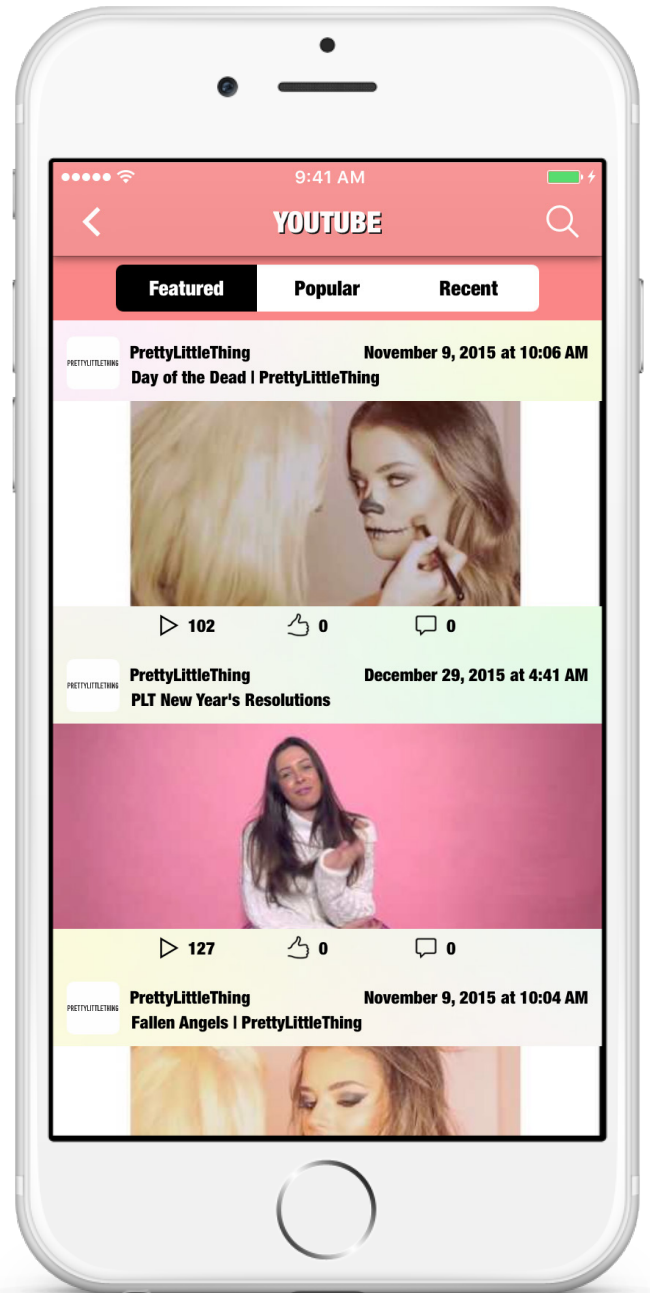 9:41 AM
YOUTUBE
Featured Popular Recent
PRETTYLITTLETHING
PrettyLittleThing November 9, 2015 at 10:06 AM
Day of the Dead | PrettyLittleThing
102 0 0
PRETTYLITTLETHING
PrettyLittleThing December 29, 2015 at 4:41 AM
PLT New Year's Resolutions
127 0 0
PRETTYLITTLETHING
PrettyLittleThing November 9, 2015 at 10:04 AM
Fallen Angels | PrettyLittleThing